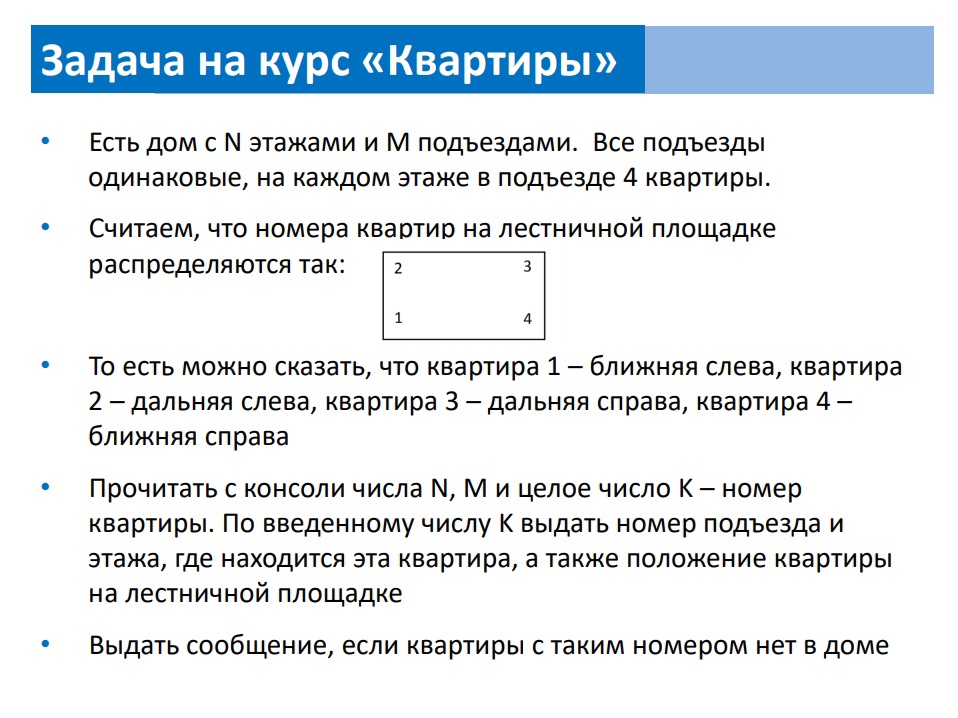 Задача на курс «Квартиры»
• Есть дом с N этажами и M подъездами. Все подъезды
одинаковые, на каждом этаже в подъезде 4 квартиры.
• Считаем, что номера квартир на лестничной площадке
распределяются так:
2 3
1 4
• То есть можно сказать, что квартира 1 – ближняя слева, квартира
2 – дальняя слева, квартира 3 – дальняя справа, квартира 4 –
ближняя справа
• Прочитать с консоли числа N, M и целое число K – номер
квартиры. По введенному числу K выдать номер подъезда и
этажа, где находится эта квартира, а также положение квартиры
на лестничной площадке
• Выдать сообщение, если квартиры с таким номером нет в доме